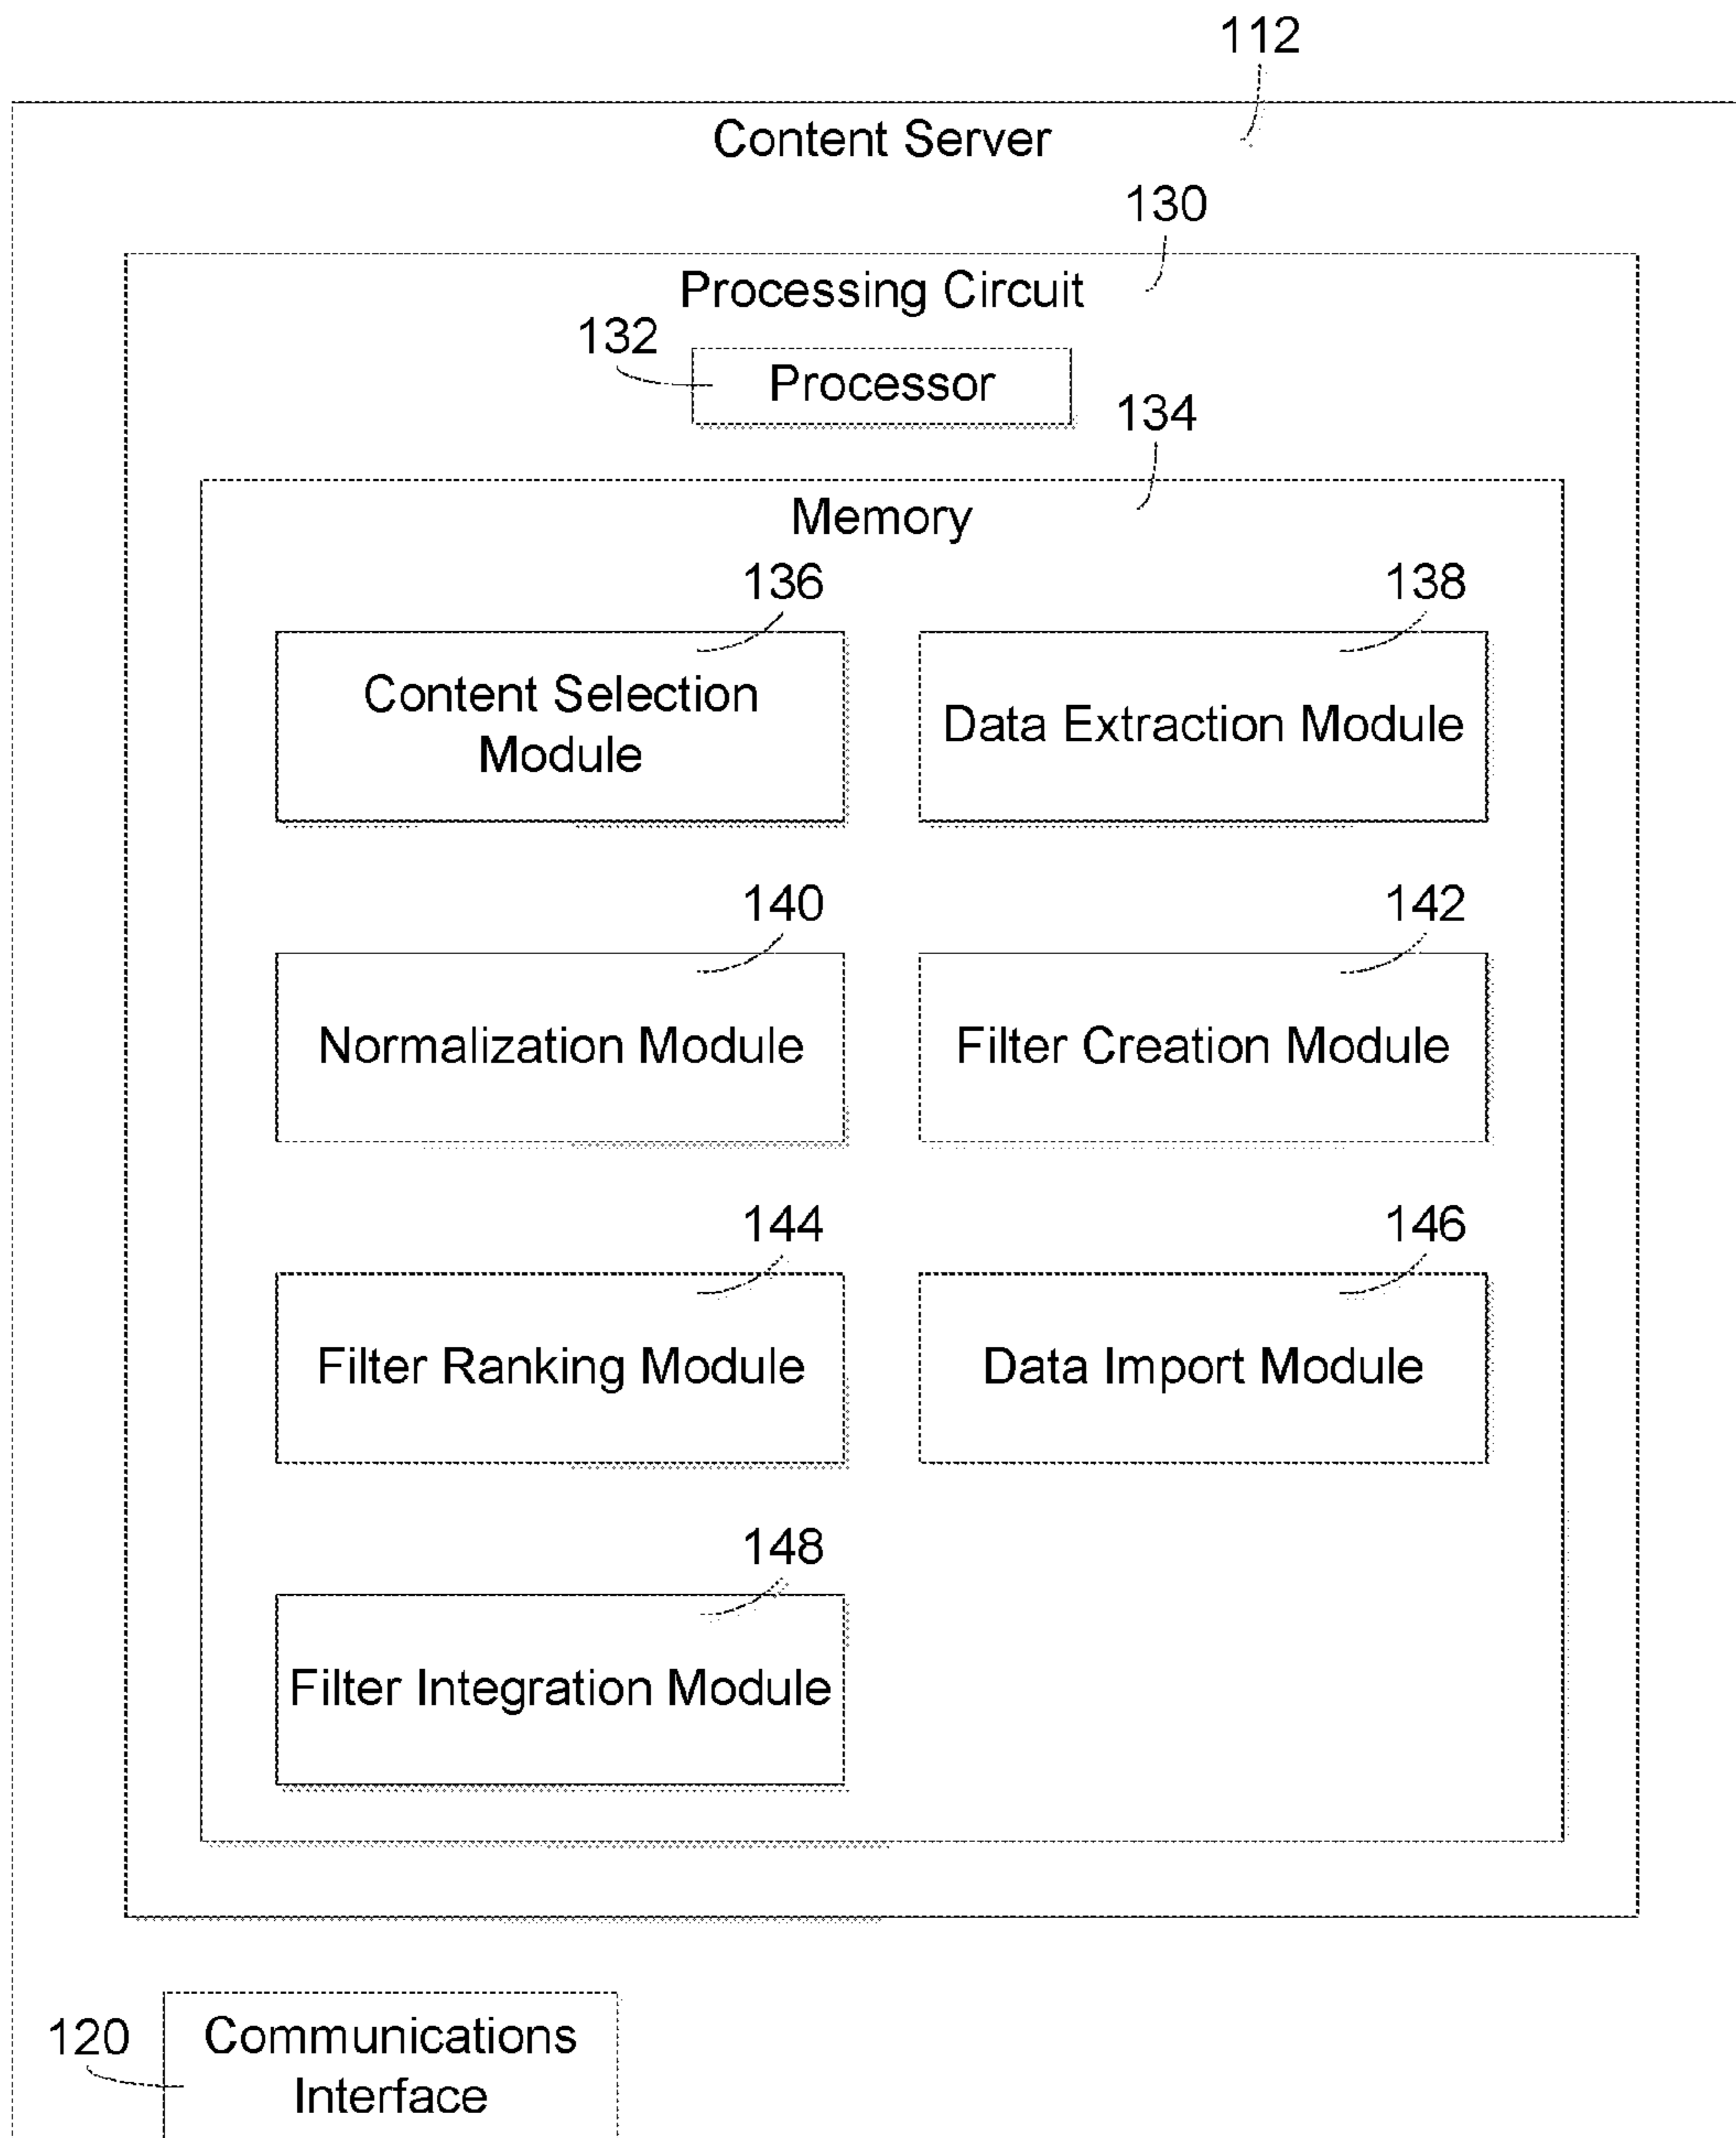 112
Content Server
130
Processing Circuit
132
Processor
134
Memory
136
138
Content Selection
Module
Data Extraction Module
140
142
Normalization Module
Filter Creation Module
144
146
Filter Ranking Module
Data Import Module
148
Filter Integration Module
120
Communications
Interface